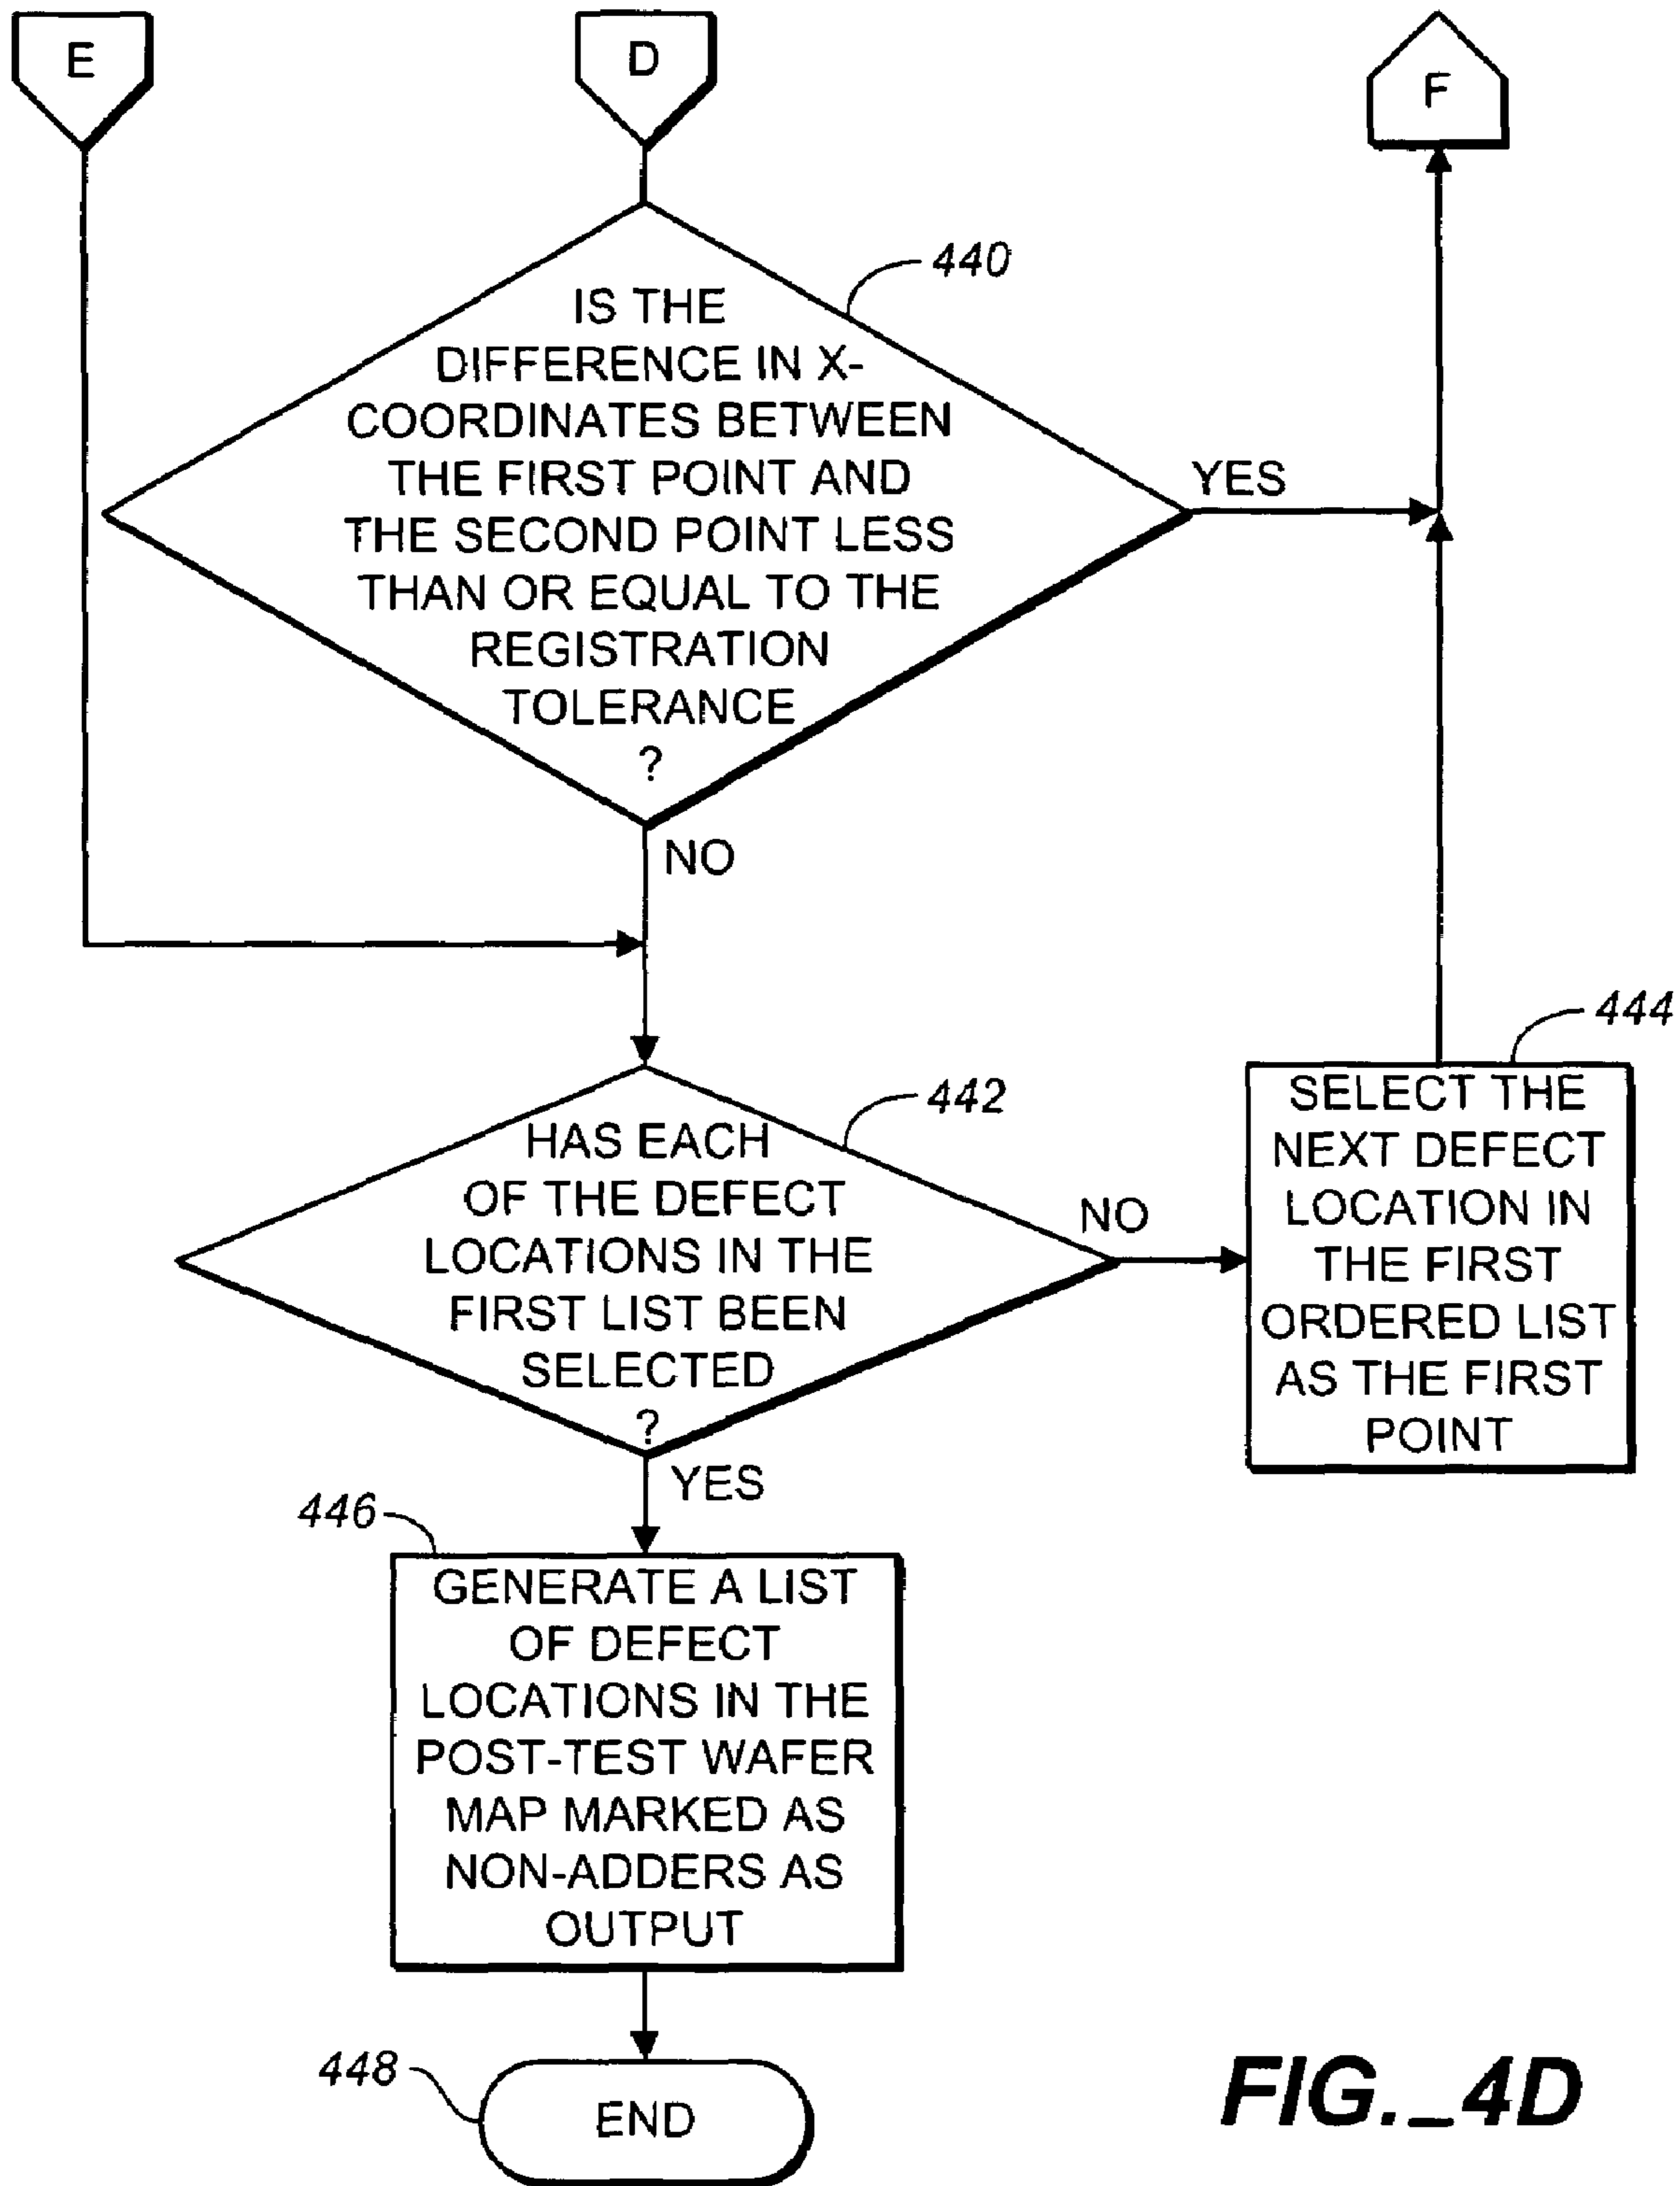 E
D
F
440
IS THE
DIFFERENCE IN X-
COORDINATES BETWEEN
THE FIRST POINT AND
THE SECOND POINT LESS
THAN OR EQUAL TO THE
REGISTRATION
TOLERANCE
?
YES
NO
442
HAS EACH
OF THE DEFECT
LOCATIONS IN THE
FIRST LIST BEEN
SELECTED
?
NO
444
SELECT THE
NEXT DEFECT
LOCATION IN
THE FIRST
ORDERED LIST
AS THE FIRST
POINT
YES
446
GENERATE A LIST
OF DEFECT
LOCATIONS IN THE
POST-TEST WAFER
MAP MARKED AS
NON-ADDERS AS
OUTPUT
448
END
FIG._4D